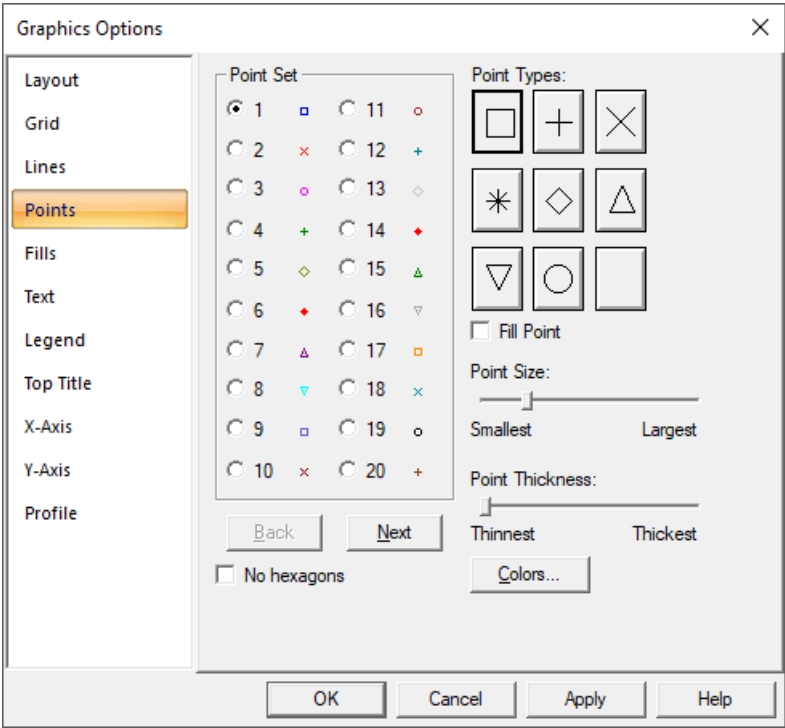 Graphics Options
Layout
Grid
Lines
Points
Fills
Text
Legend
Top Title
X-Axis
Y-Axis
Profile
Point Set
1 11
2 12
3 13
4 14
5 15
6 16
7 17
8 18
9 19
10 20
Back Next
No hexagons
Point Types:
Fill Point
Point Size:
Smallest Largest
Point Thickness:
Thinnest Thickest
Colors...
OK Cancel Apply Help